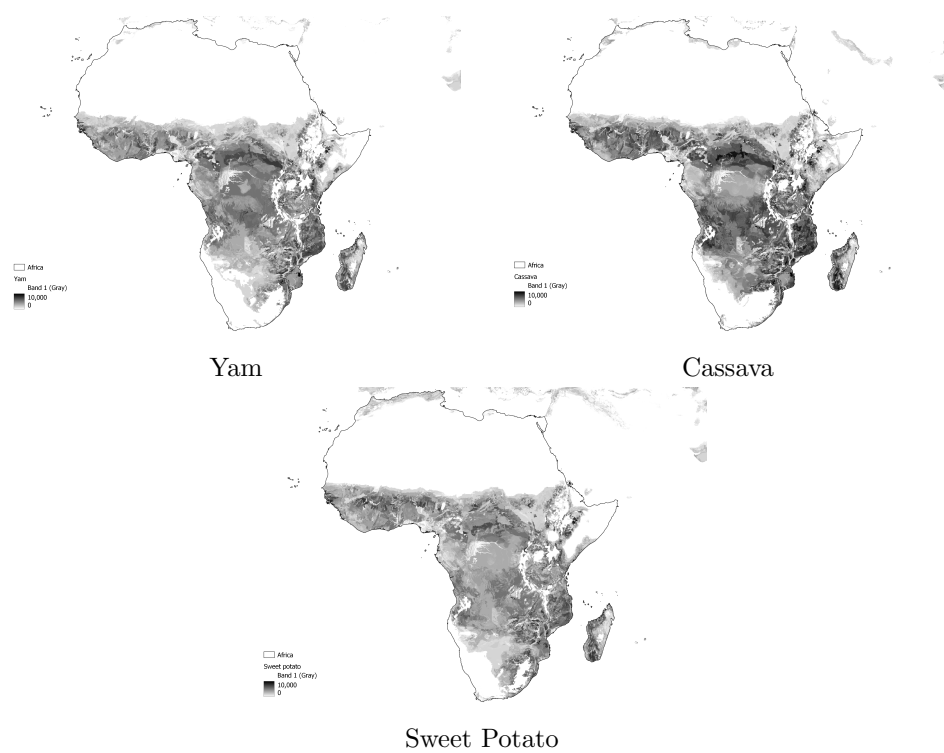 Africa
Yam
Band 1 (Gray)
10,000
0
Yam
Africa
Cassava
Band 1 (Gray)
10,000
0
Cassava
Africa
Sweet potato
Band 1 (Gray)
10,000
0
Sweet Potato